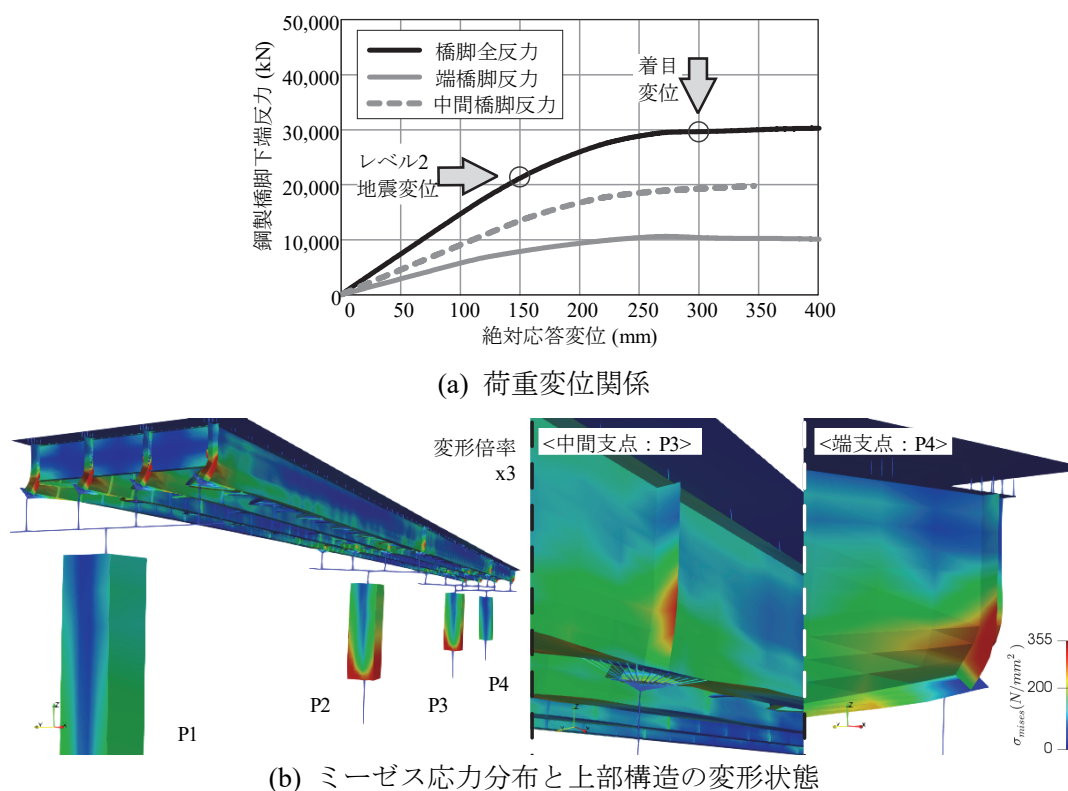 50,000
40,000
30,000
20,000
10,000
0
鋼製橋脚下端反力 (kN)
橋脚全反力
端橋脚反力
中間橋脚反力
着目
変位
レベル2
地震変位
0 50 100 150 200 250 300 350 400
絶対応答変位 (mm)
(a) 荷重変位関係
変形倍率
x3
<中間支点：P3>
<端支点：P4>
P1
P2
P3
P4
355
200
0
σmises(N/mm²)
(b) ミーゼス応力分布と上部構造の変形状態